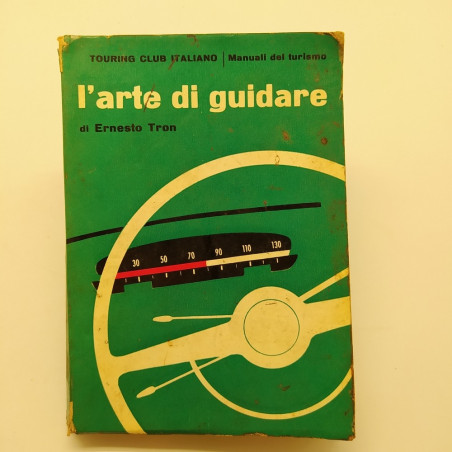 TOURING CLUB ITALIANO | Manuali del turismo
l'arte di guidare
di Ernesto Tron
30 50 70 90 110 130